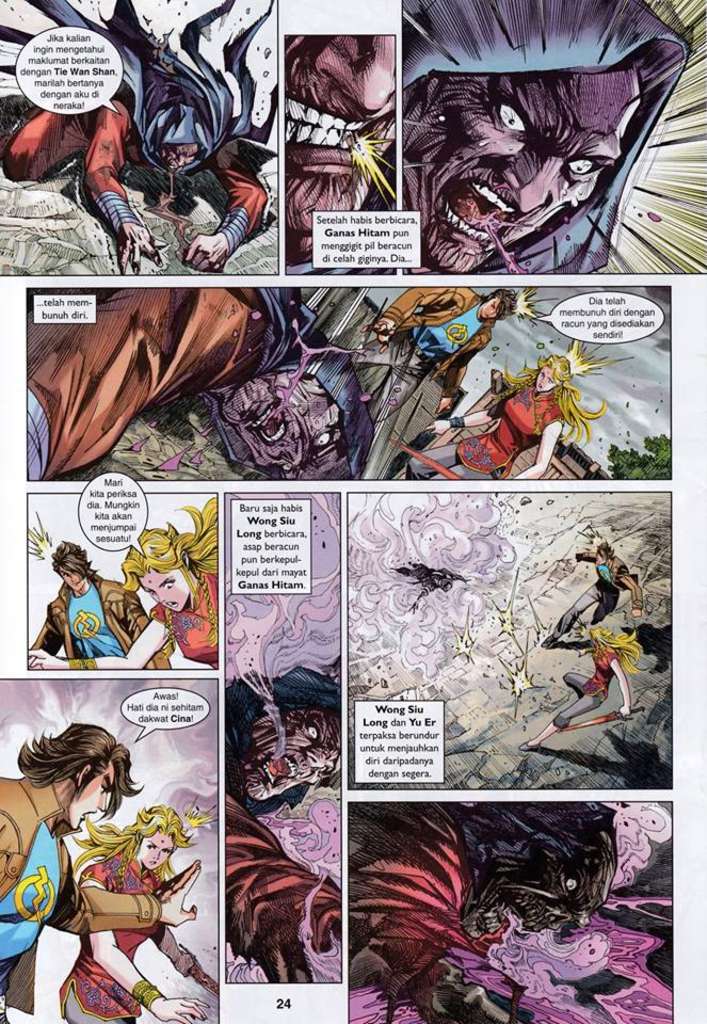 Jika kalian
ingin mengetahui
maklumat berkaitan
dengan Tie Wan Shan,
marilah bertanya
dengan aku di
neraka!
Setelah habis berbicara,
Ganas Hitam pun
menggigit pil beracun
di celah giginya. Dia...
...telah mem-
bunuh diri.
Dia telah
membunuh diri dengan
racun yang disediakan
sendiri!
Mari
kita periksa
dia. Mungkin
kita akan
menjumpai
sesuatu!
Baru saja habis
Wong Siu
Long berbicara,
asap beracun
pun berkepul-
kepul dari mayat
Ganas Hitam.
Wong Siu
Long dan Yu Er
terpaksa berundur
untuk menjauhkan
diri daripadanya
dengan segera.
Awas!
Hati dia ni sehitam
dakwat Cina!
24